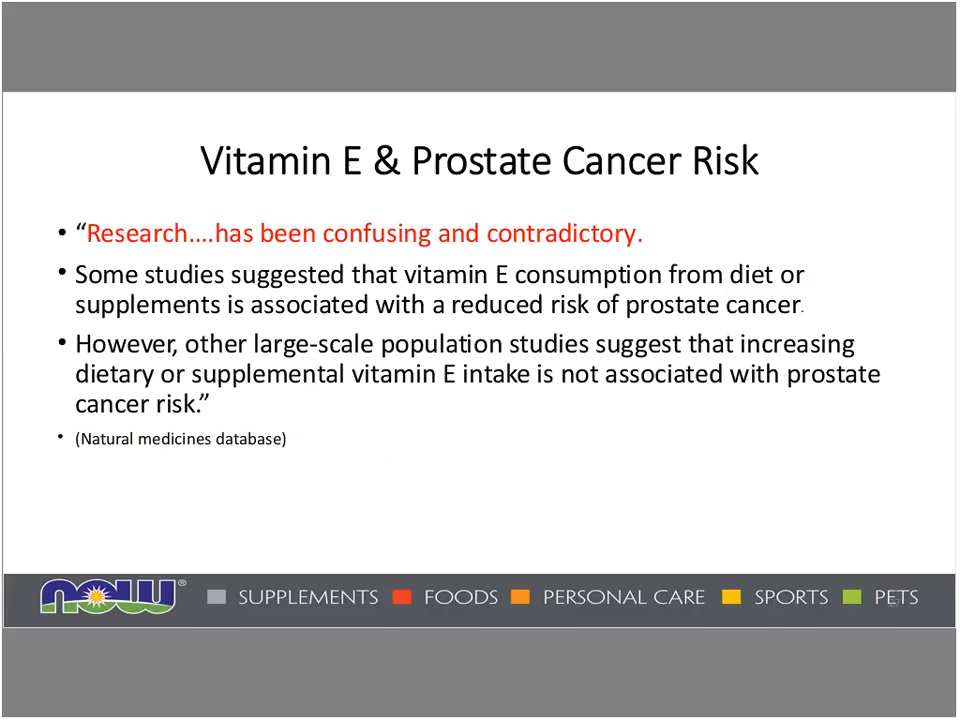 Vitamin E & Prostate Cancer Risk
• “Research....has been confusing and contradictory.
• Some studies suggested that vitamin E consumption from diet or
supplements is associated with a reduced risk of prostate cancer.
• However, other large-scale population studies suggest that increasing
dietary or supplemental vitamin E intake is not associated with prostate
cancer risk.”
• (Natural medicines database)
NOW® SUPPLEMENTS FOODS PERSONAL CARE SPORTS PETS